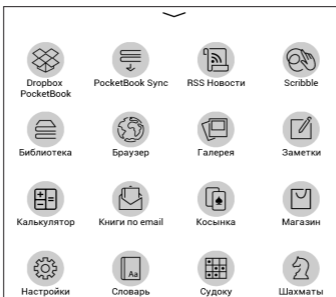 Dropbox PocketBook Sync RSS Новости Scribble
PocketBook
Библиотека Браузер Галерея Заметки
Калькулятор Книги по email Косынка Магазин
Aa
Настройки Словарь Судоку Шахматы